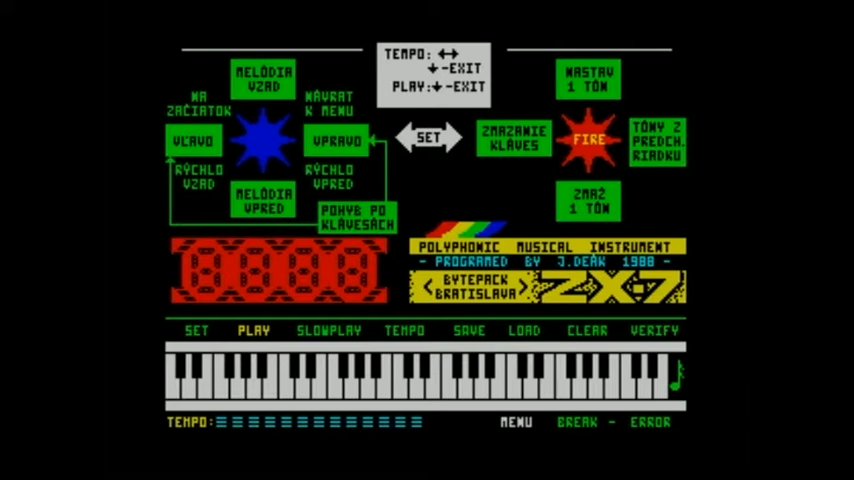 TEMPO: ↔
↓-EXIT
PLAY:↓-EXIT
MELÓDIA
VZAD
NA
ZAČIATOK
NÁVRAT
K MENU
VĽAVO
VPRAVO
RÝCHLO
VZAD
RÝCHLO
VPRED
MELÓDIA
VPRED
POHYB PO
KLÁVESÁCH
SET
NASTAV
1 TÓN
ZMAZANIE
KLÁVES
FIRE
TÓNY Z
PREDCH.
RIADKU
ZMAŽ
1 TÓN
8888
POLYPHONIC MUSICAL INSTRUMENT
- PROGRAMED BY J.DEÁK 1988 -
<BYTEPACK
BRATISLAVA>
ZX-7
SET PLAY SLOWPLAY TEMPO SAVE LOAD CLEAR VERIFY
TEMPO:
MENU BREAK - ERROR